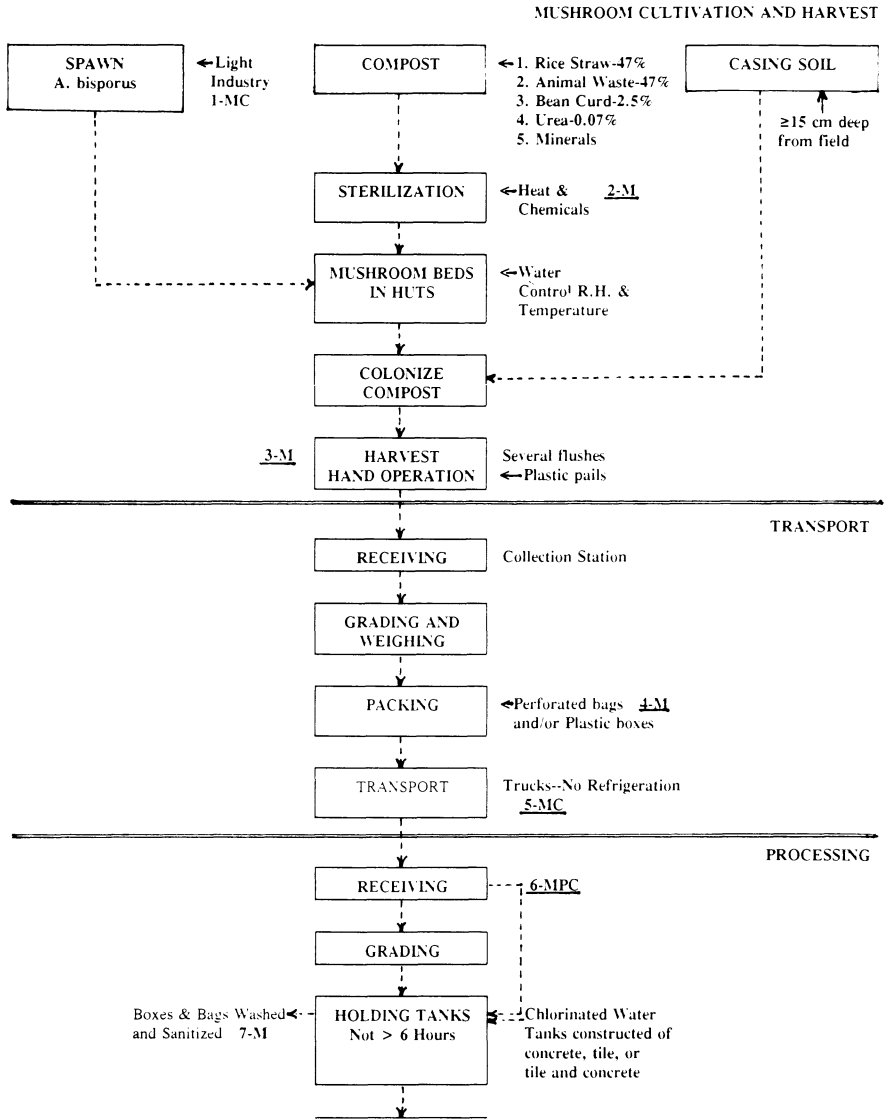 MUSHROOM CULTIVATION AND HARVEST
SPAWN
A. bisporus
Light
Industry
1-MC
COMPOST
1. Rice Straw-47%
2. Animal Waste-47%
3. Bean Curd-2.5%
4. Urea-0.07%
5. Minerals
CASING SOIL
≥15 cm deep
from field
STERILIZATION
Heat & 2-M
Chemicals
MUSHROOM BEDS
IN HUTS
Water
Control R.H. &
Temperature
COLONIZE
COMPOST
3-M
HARVEST
HAND OPERATION
Several flushes
Plastic pails
TRANSPORT
RECEIVING
Collection Station
GRADING AND
WEIGHING
PACKING
Perforated bags 4-M
and/or Plastic boxes
TRANSPORT
Trucks--No Refrigeration
5-MC
PROCESSING
RECEIVING
6-MPC
GRADING
Boxes & Bags Washed
and Sanitized 7-M
HOLDING TANKS
Not > 6 Hours
Chlorinated Water
Tanks constructed of
concrete, tile, or
tile and concrete